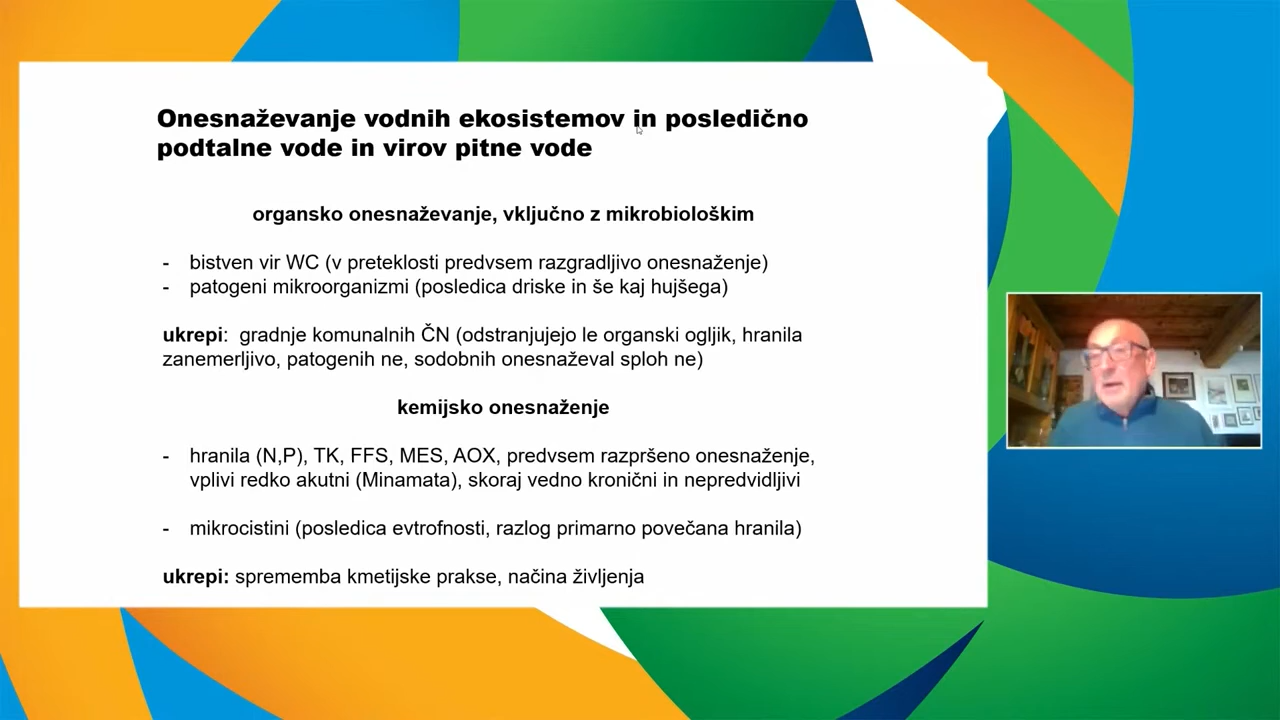 Onesnaževanje vodnih ekosistemov in posledično
podtalne vode in virov pitne vode
organsko onesnaževanje, vključno z mikrobiološkim
- bistven vir WC (v preteklosti predvsem razgradljivo onesnaženje)
- patogeni mikroorganizmi (posledica driske in še kaj hujšega)
ukrepi: gradnje komunalnih ČN (odstranjujejo le organski ogljik, hranila
zanemerljivo, patogenih ne, sodobnih onesnaževal sploh ne)
kemijsko onesnaženje
- hranila (N,P), TK, FFS, MES, AOX, predvsem razpršeno onesnaženje,
vplivi redko akutni (Minamata), skoraj vedno kronični in nepredvidljivi
- mikrocistini (posledica evtrofnosti, razlog primarno povečana hranila)
ukrepi: sprememba kmetijske prakse, načina življenja